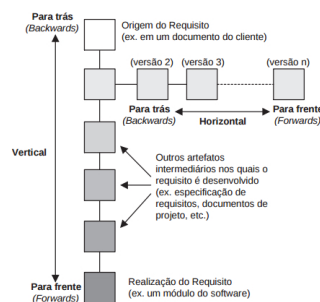 Para trás
(Backwards)
Origem do Requisito
(ex. em um documento do cliente)
(versão 2)
(versão 3)
(versão n)
Para trás
(Backwards)
Horizontal
Para frente
(Forwards)
Vertical
Outros artefatos
intermediários nos quais o
requisito é desenvolvido
(ex. especificação de
requisitos, documentos de
projeto, etc.)
Para frente
(Forwards)
Realização do Requisito
(ex. um módulo do software)